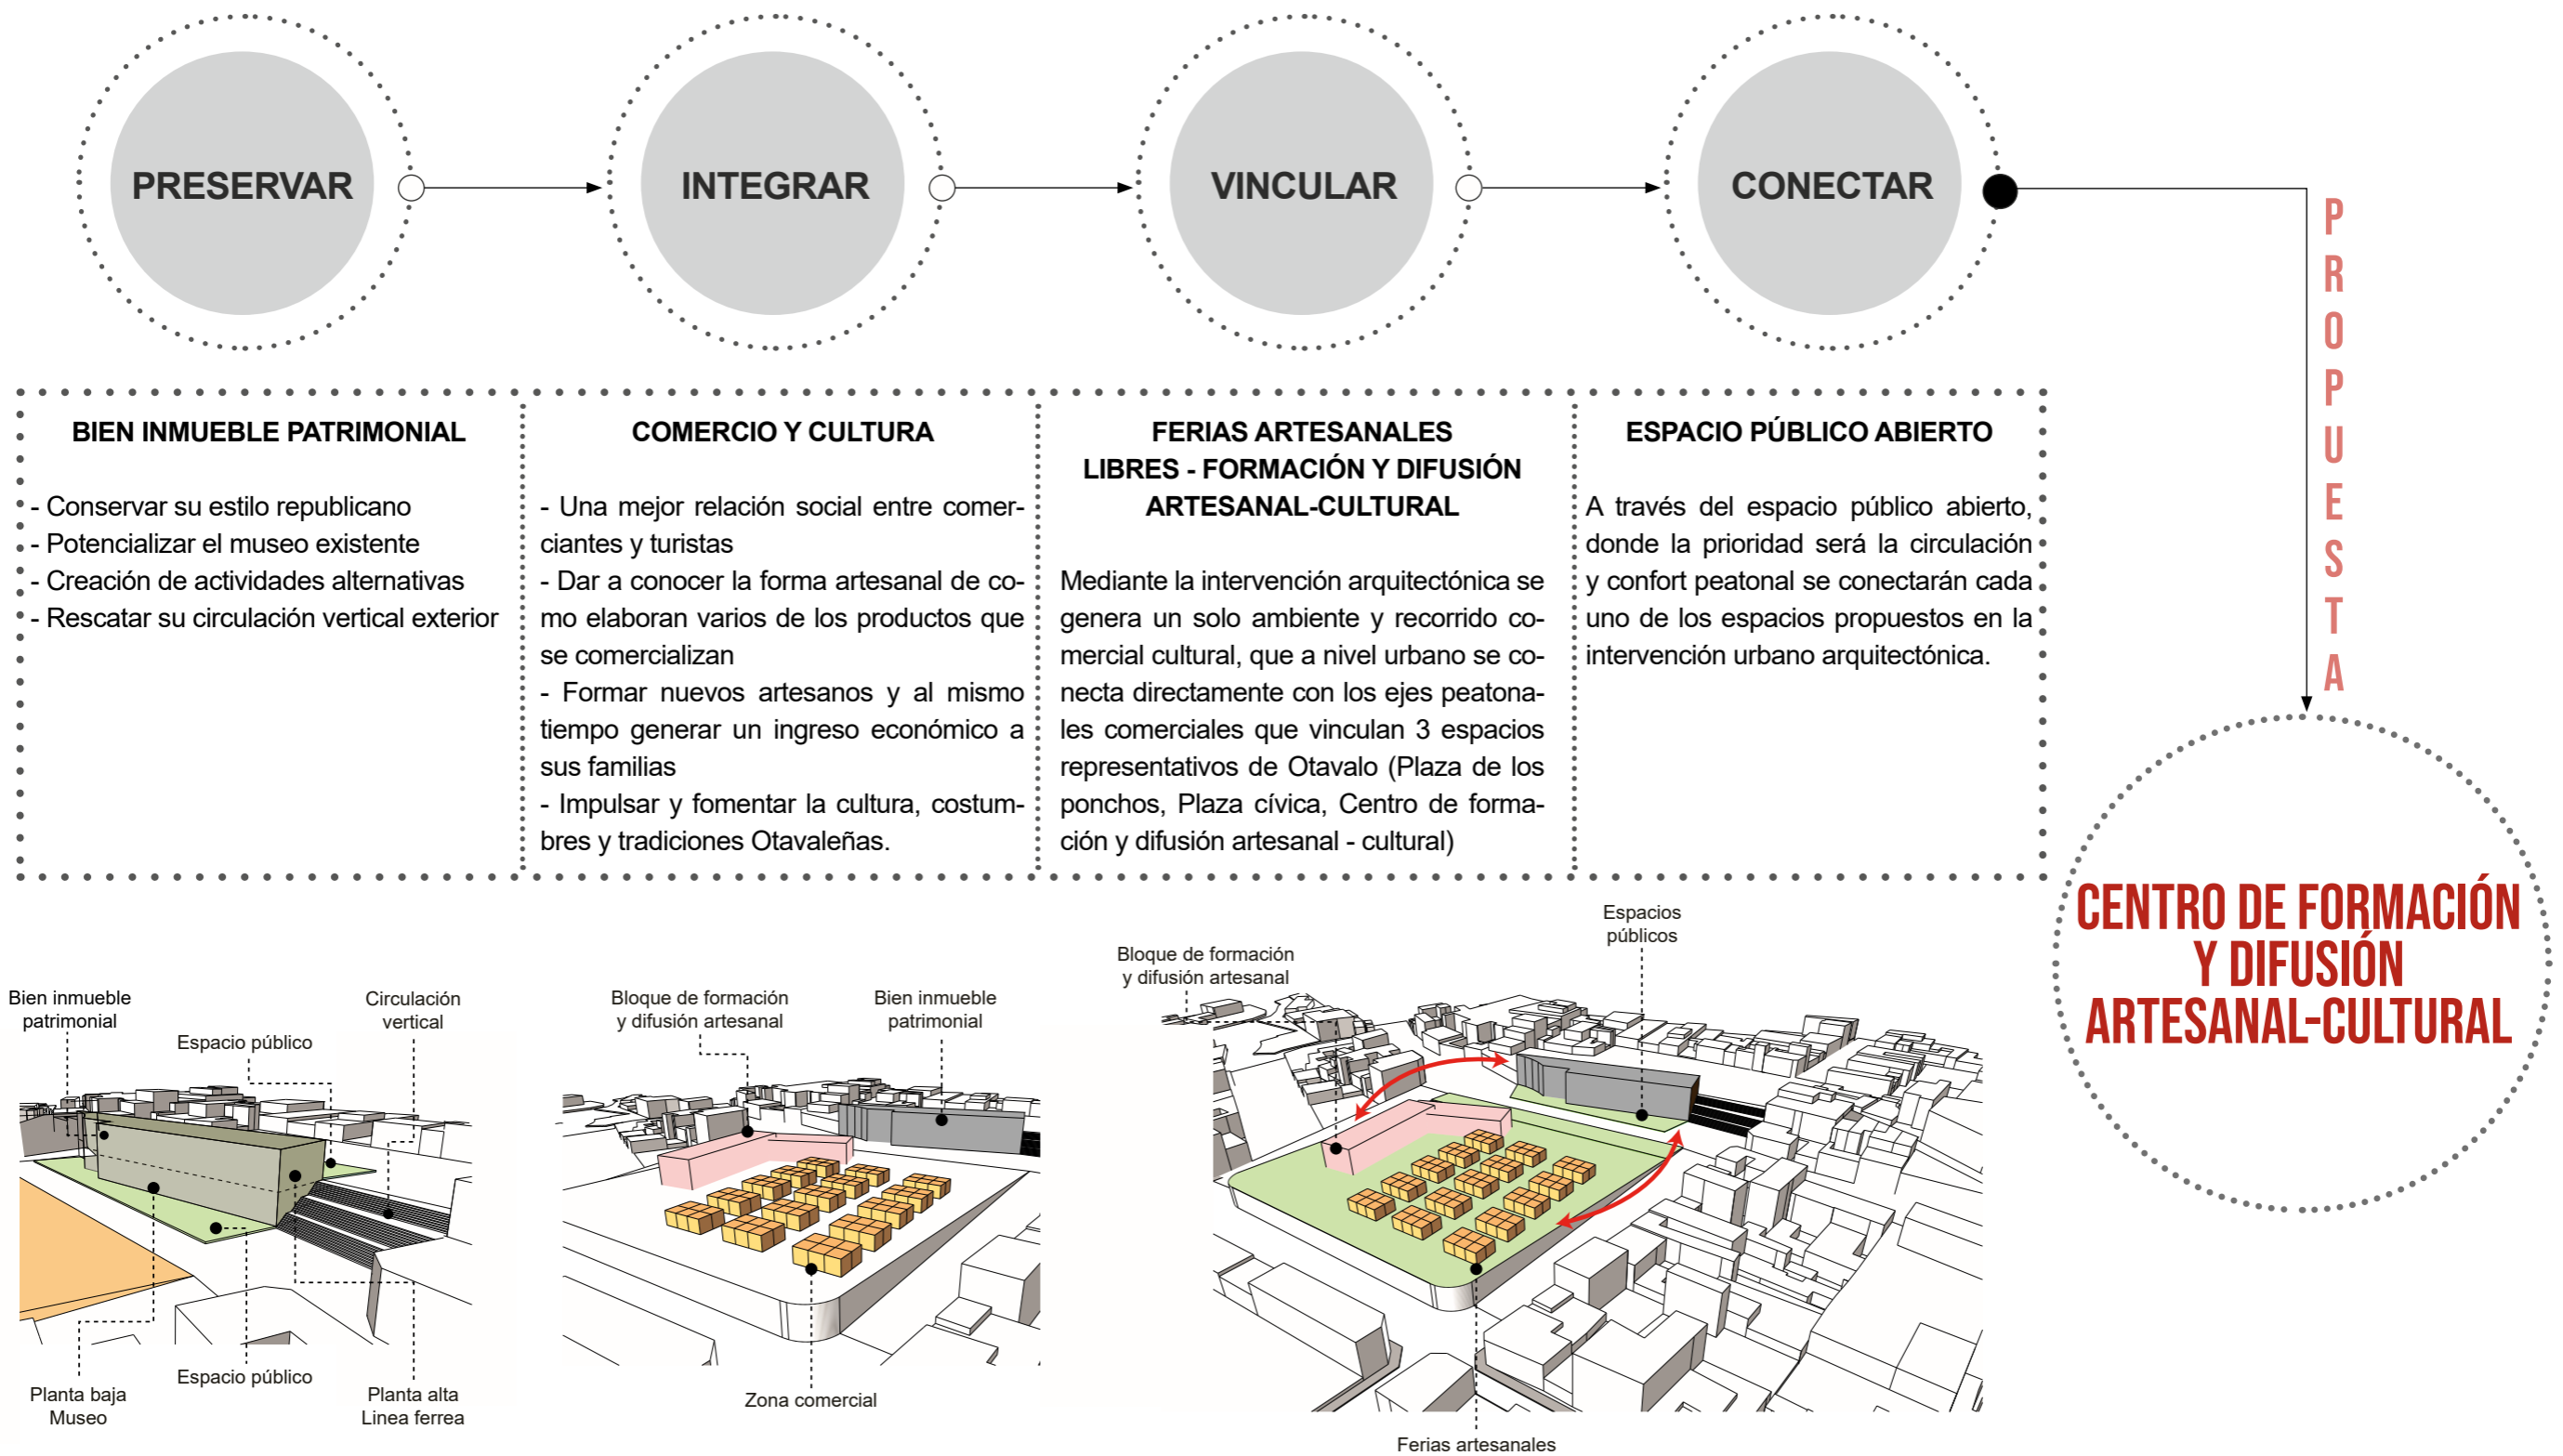 PRESERVAR
INTEGRAR
VINCULAR
CONECTAR
PROPUESTA
BIEN INMUEBLE PATRIMONIAL
- Conservar su estilo republicano
- Potencializar el museo existente
- Creación de actividades alternativas
- Rescatar su circulación vertical exterior
COMERCIO Y CULTURA
- Una mejor relación social entre comer-
ciantes y turistas
- Dar a conocer la forma artesanal de co-
mo elaboran varios de los productos que
se comercializan
- Formar nuevos artesanos y al mismo
tiempo generar un ingreso económico a
sus familias
- Impulsar y fomentar la cultura, costum-
bres y tradiciones Otavaleñas.
FERIAS ARTESANALES
LIBRES - FORMACIÓN Y DIFUSIÓN
ARTESANAL-CULTURAL
Mediante la intervención arquitectónica se
genera un solo ambiente y recorrido co-
mercial cultural, que a nivel urbano se co-
necta directamente con los ejes peatona-
les comerciales que vinculan 3 espacios
representativos de Otavalo (Plaza de los
ponchos, Plaza cívica, Centro de forma-
ción y difusión artesanal - cultural)
ESPACIO PÚBLICO ABIERTO
A través del espacio público abierto,
donde la prioridad será la circulación
y confort peatonal se conectarán cada
uno de los espacios propuestos en la
intervención urbano arquitectónica.
CENTRO DE FORMACIÓN
Y DIFUSIÓN
ARTESANAL-CULTURAL
Bien inmueble
patrimonial
Espacio público
Circulación
vertical
Planta baja
Museo
Espacio público
Planta alta
Linea ferrea
Bloque de formación
y difusión artesanal
Bien inmueble
patrimonial
Zona comercial
Bloque de formación
y difusión artesanal
Espacios
públicos
Ferias artesanales